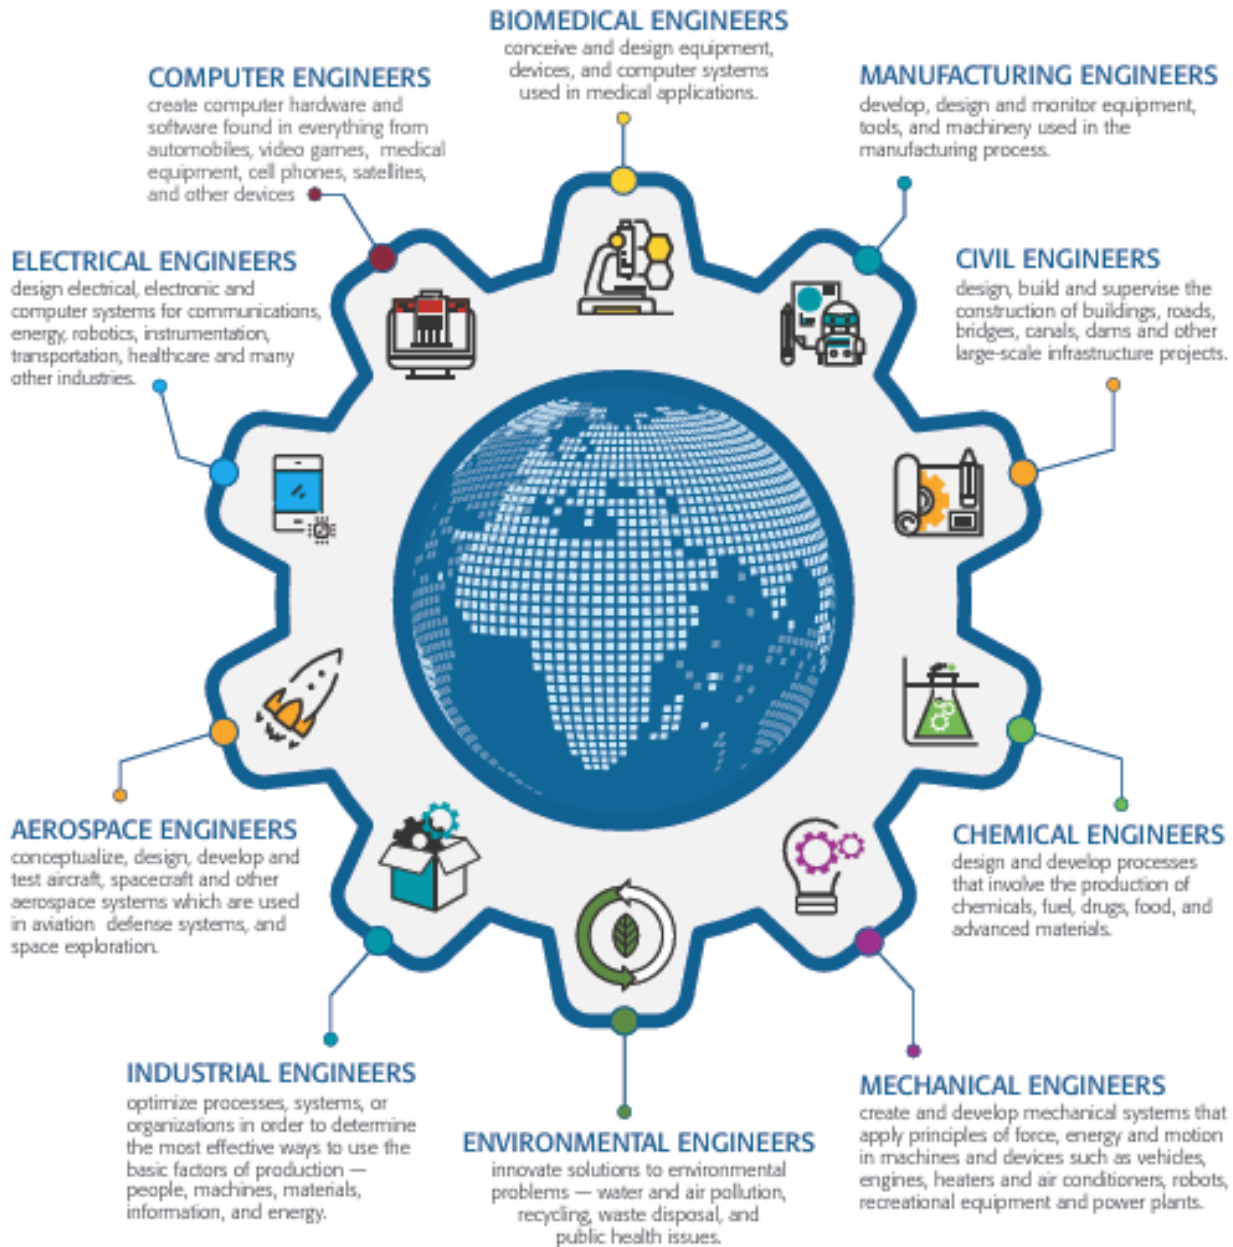 BIOMEDICAL ENGINEERS
conceive and design equipment,
devices, and computer systems
used in medical applications.
COMPUTER ENGINEERS
create computer hardware and
software found in everything from
automobiles, video games, medical
equipment, cell phones, satellites,
and other devices
MANUFACTURING ENGINEERS
develop, design and monitor equipment,
tools, and machinery used in the
manufacturing process.
ELECTRICAL ENGINEERS
design electrical, electronic and
computer systems for communications,
energy, robotics, instrumentation,
transportation, healthcare and many
other industries.
CIVIL ENGINEERS
design, build and supervise the
construction of buildings, roads,
bridges, canals, dams and other
large-scale infrastructure projects.
AEROSPACE ENGINEERS
conceptualize, design, develop and
test aircraft, spacecraft and other
aerospace systems which are used
in aviation defense systems, and
space exploration.
CHEMICAL ENGINEERS
design and develop processes
that involve the production of
chemicals, fuel, drugs, food, and
advanced materials.
INDUSTRIAL ENGINEERS
optimize processes, systems, or
organizations in order to determine
the most effective ways to use the
basic factors of production —
people, machines, materials,
information, and energy.
ENVIRONMENTAL ENGINEERS
innovate solutions to environmental
problems — water and air pollution,
recycling, waste disposal, and
public health issues.
MECHANICAL ENGINEERS
create and develop mechanical systems that
apply principles of force, energy and motion
in machines and devices such as vehicles,
engines, heaters and air conditioners, robots,
recreational equipment and power plants.